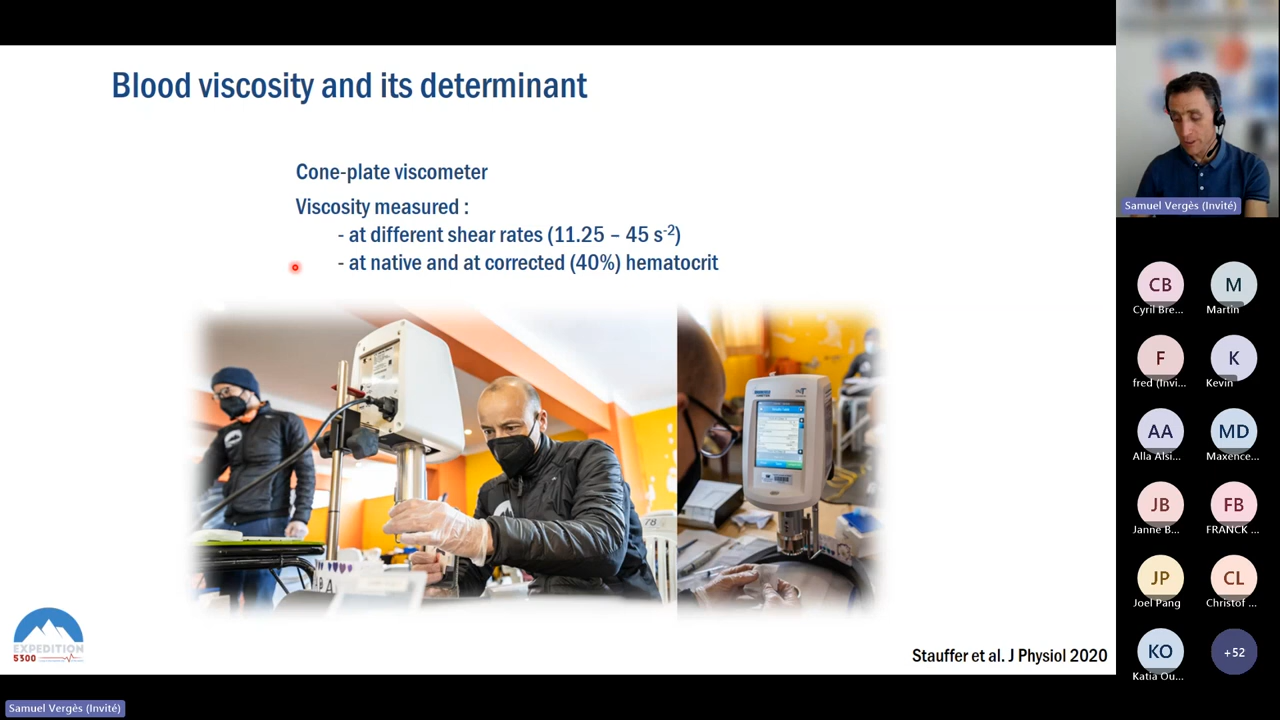 Blood viscosity and its determinant
Cone-plate viscometer
Viscosity measured :
- at different shear rates (11.25 – 45 s⁻²)
- at native and at corrected (40%) hematocrit
78
EXPEDITION
5300
Stauffer et al. J Physiol 2020
Samuel Vergès (Invité)
CB
Cyril Bre...
M
Martin
F
fred (Invi...
K
Kevin
AA
Alla Alsi...
MD
Maxence...
JB
Janne B...
FB
FRANCK ...
JP
Joel Pang
CL
Christof ...
KO
Katia Ou...
+52
Samuel Vergès (Invité)